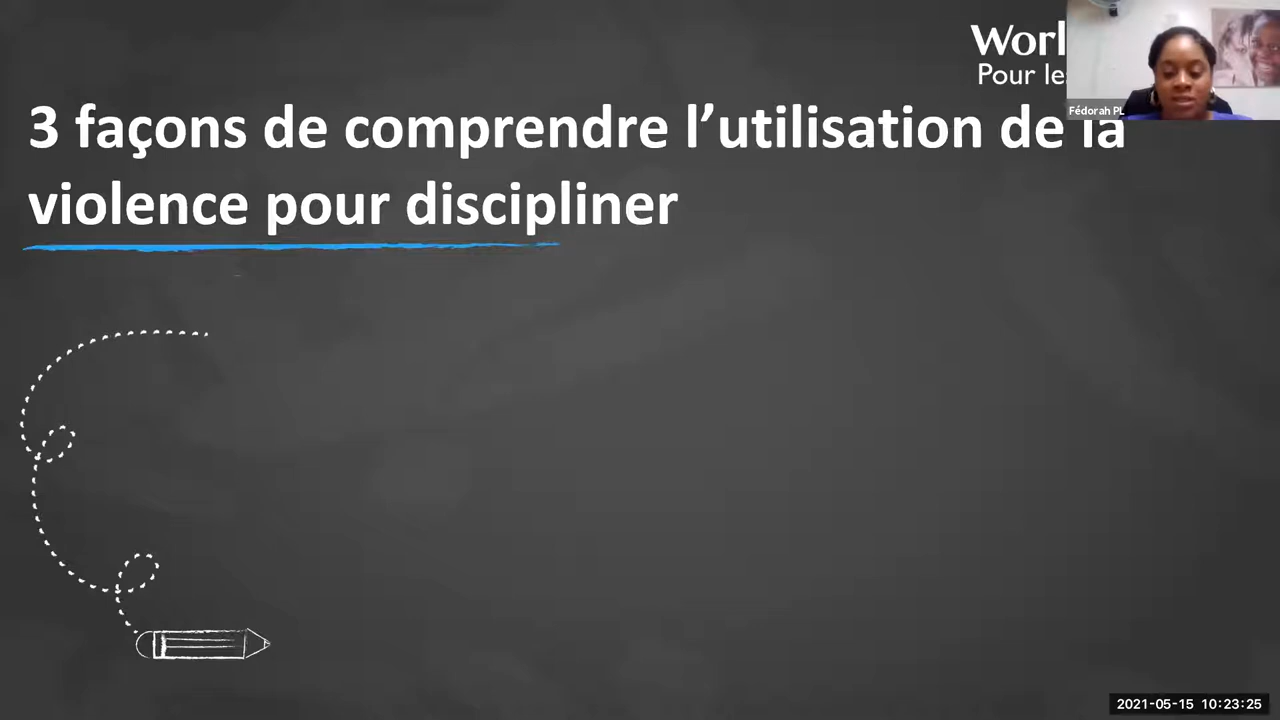 Worl
Pour les
Fédorah Pl
3 façons de comprendre l’utilisation de la
violence pour discipliner
2021-05-15 10:23:25